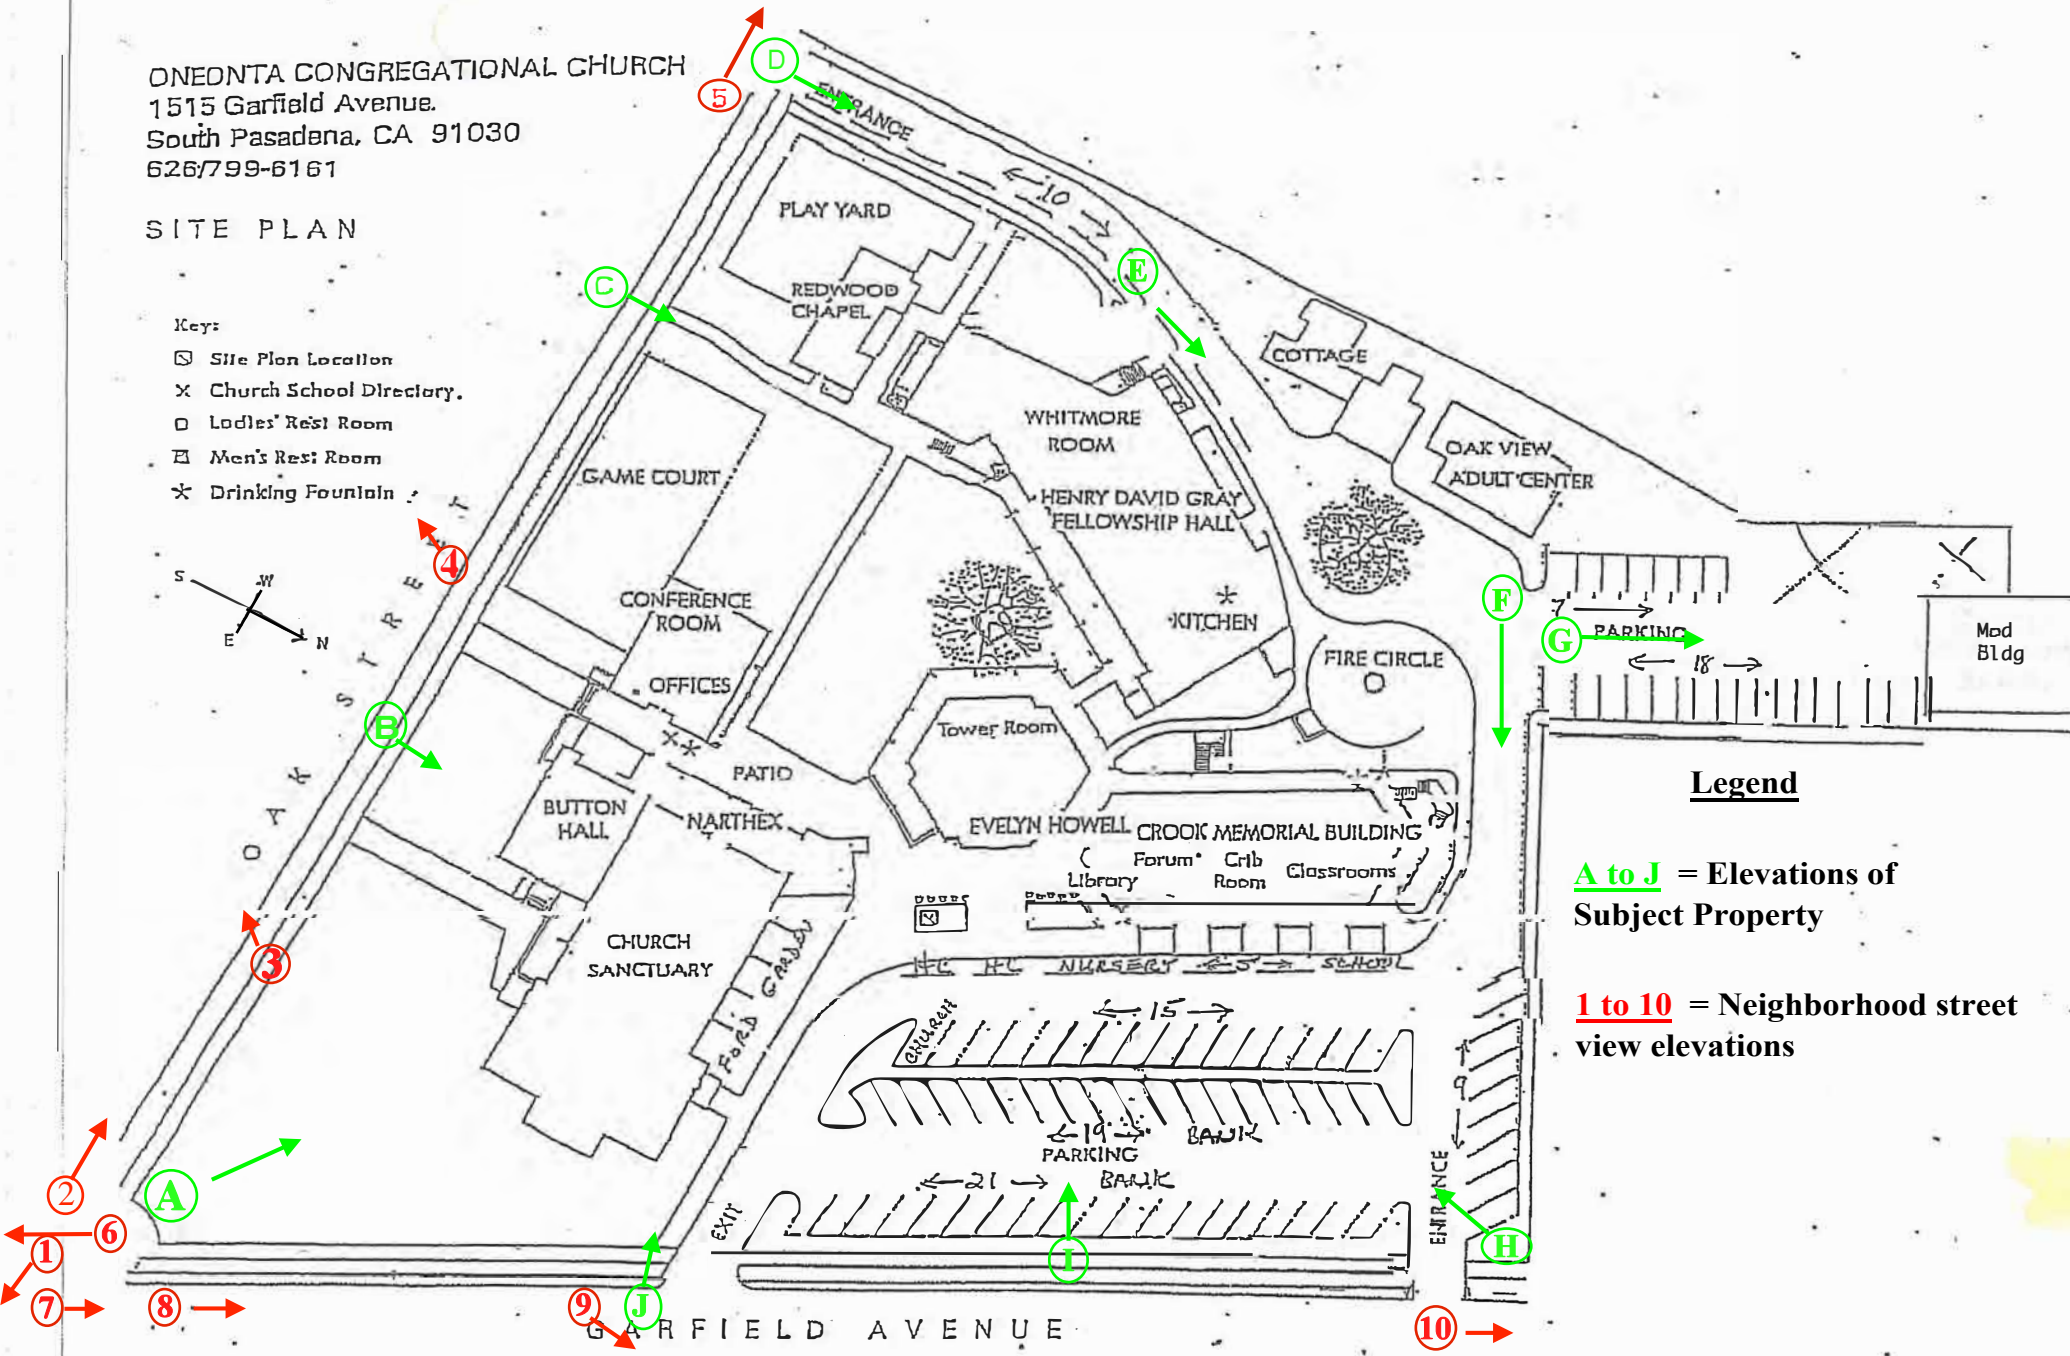 ONEONTA CONGREGATIONAL CHURCH
1515 Garfield Avenue.
South Pasadena, CA 91030
626/799-6161
SITE PLAN
Key:
Site Plan Location
X Church School Directory.
Ladies' Rest Room
Men's Rest Room
Drinking Fountain
S
W
E
N
5
D
ENTRANCE
10
PLAY YARD
C
REDWOOD
CHAPEL
E
COTTAGE
WHITMORE
ROOM
OAK VIEW
ADULT CENTER
GAME COURT
HENRY DAVID GRAY
FELLOWSHIP HALL
4
OAK STREET
CONFERENCE
ROOM
OFFICES
KITCHEN
FIRE CIRCLE
F
7
G
PARKING
18
Mod
Bldg
B
Tower Room
PATIO
BUTTON
HALL
NARTHEX
EVELYN HOWELL
CROOK MEMORIAL BUILDING
Forum
Crib
Room
Classrooms
Library
Legend
A to J = Elevations of
Subject Property
1 to 10 = Neighborhood street
view elevations
3
CHURCH
SANCTUARY
FORD GARDEN
HC HC NURSERY 5 SCHOOL
CHURCH
15
9
19
BANK
PARKING
21
BANK
EXIT
ENTRANCE
2
A
6
1
7
8
9
J
I
H
10
GARFIELD AVENUE